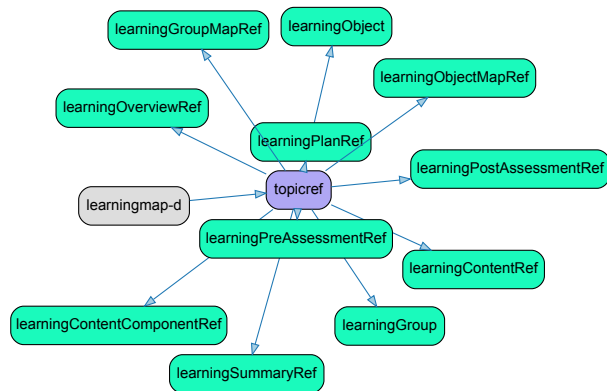 learningGroupMapRef
learningObject
learningObjectMapRef
learningOverviewRef
learningPlanRef
learningPostAssessmentRef
topicref
learningmap-d
learningPreAssessmentRef
learningContentRef
learningContentComponentRef
learningGroup
learningSummaryRef